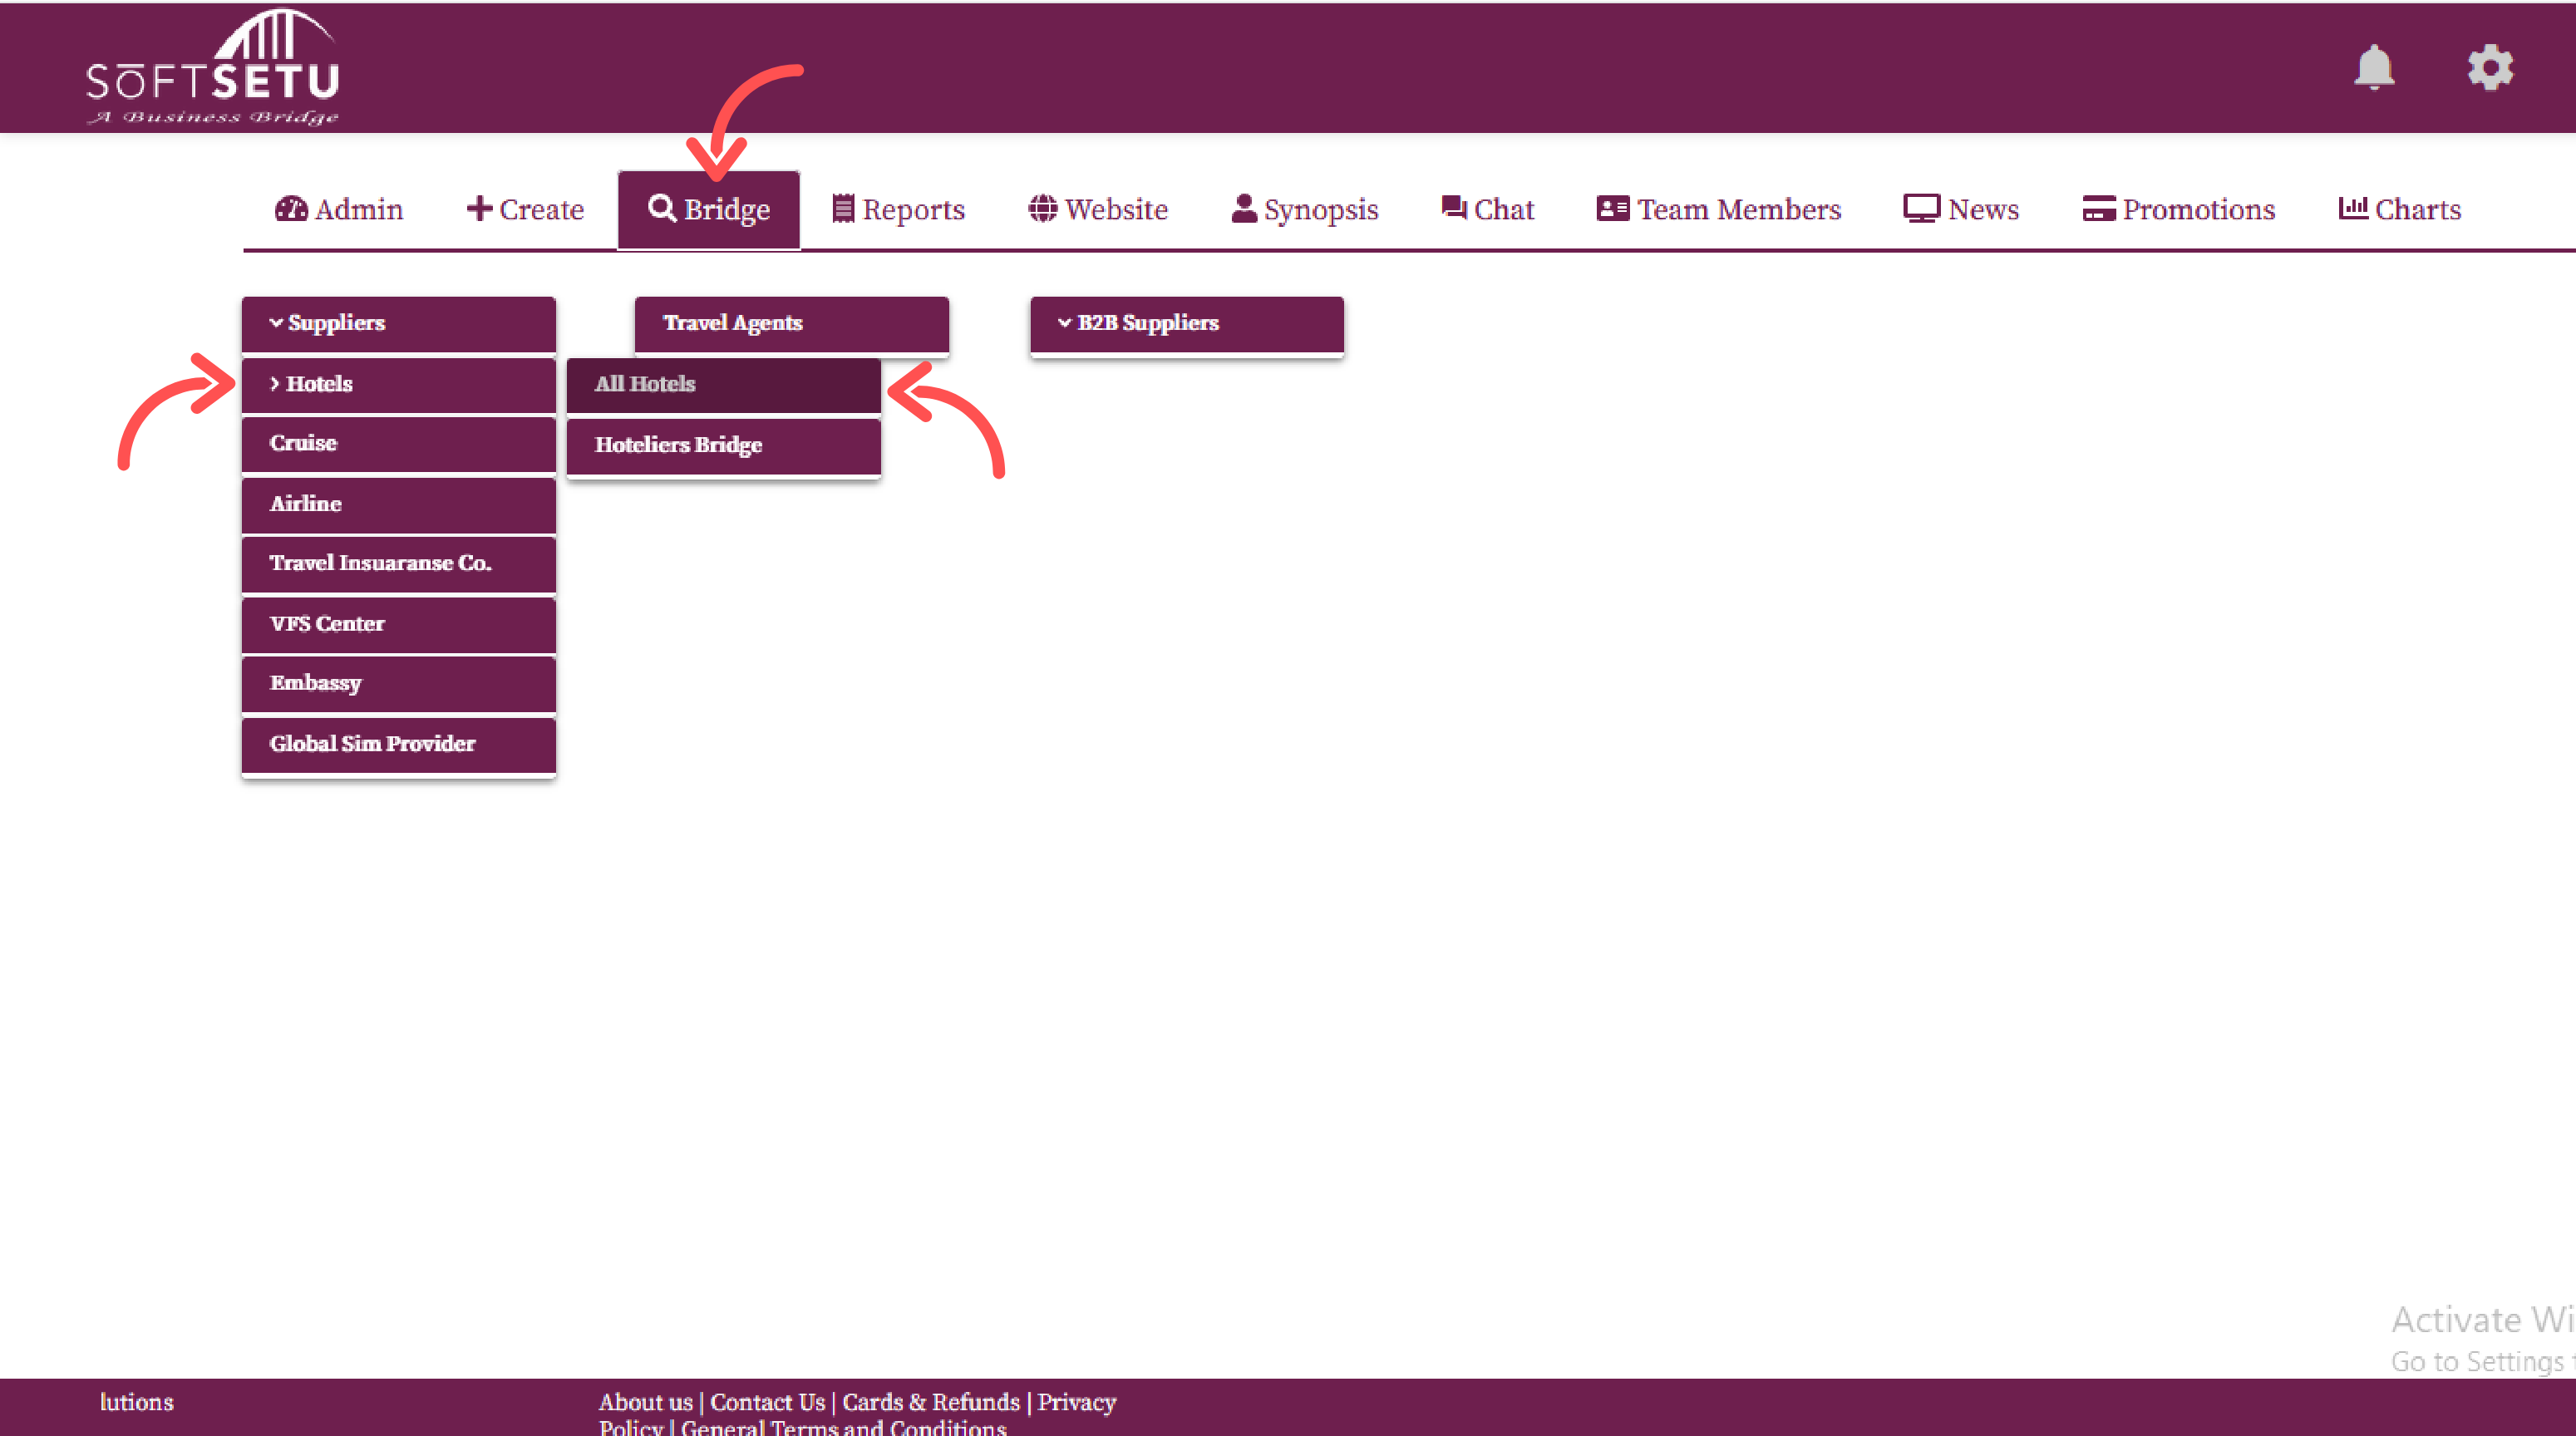 SōFTSETU
A Business Bridge
Admin Create Bridge Reports Website Synopsis Chat Team Members News Promotions Charts
Suppliers Travel Agents B2B Suppliers
Hotels All Hotels
Cruise Hoteliers Bridge
Airline
Travel Insuaranse Co.
VFS Center
Embassy
Global Sim Provider
Activate Wi
Go to Settings t
lutions About us | Contact Us | Cards & Refunds | Privacy
Policy | General Terms and Conditions